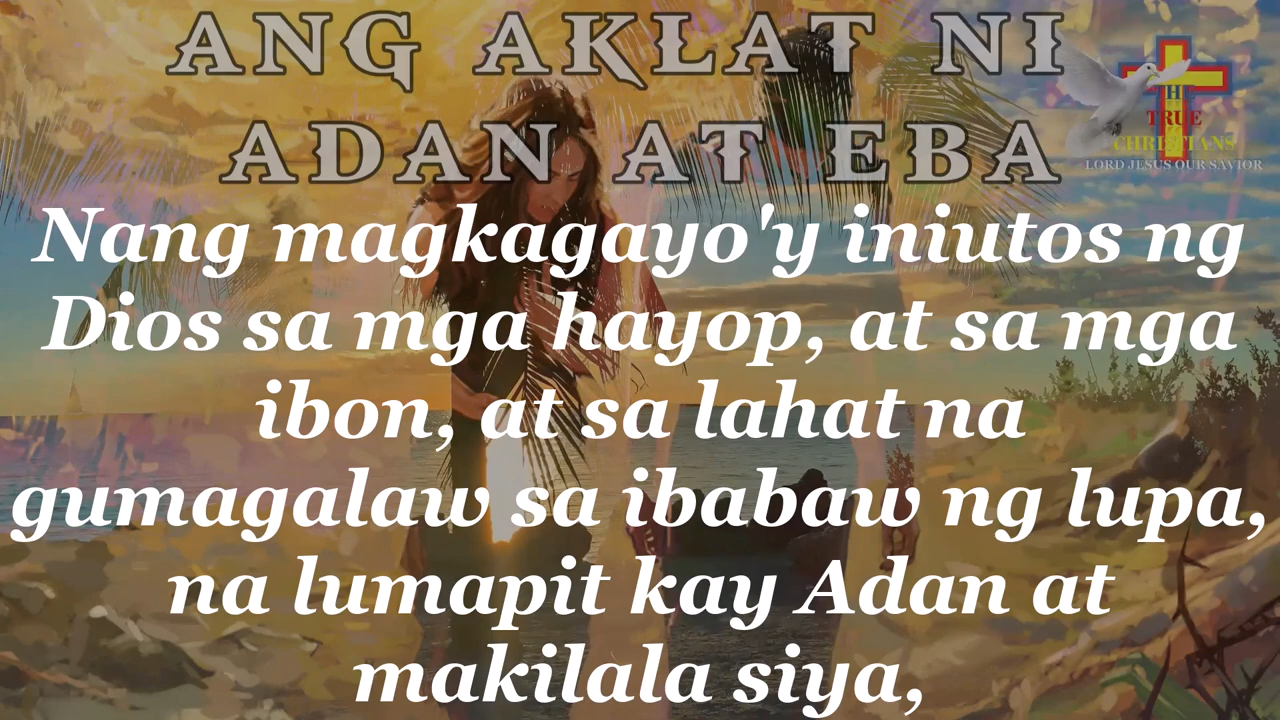 ANG AKLAT NI
ADAN AT EBA
THE
TRUE
CHRISTIANS
LORD JESUS OUR SAVIOR
Nang magkagayo'y iniutos ng
Dios sa mga hayop, at sa mga
ibon, at sa lahat na
gumagalaw sa ibabaw ng lupa,
na lumapit kay Adan at
makilala siya,